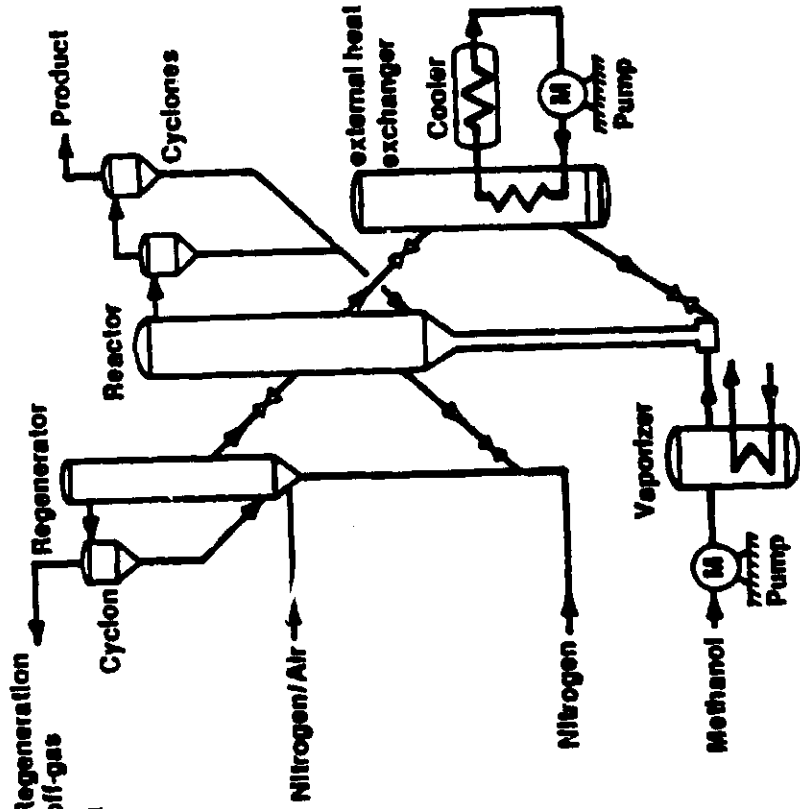 Product
Cyclones
external heat
exchanger
Cooler
M
Pump
Reactor
Regenerator
Cyclon
Regeneration
off-gas
Nitrogen/Air
Nitrogen
Vaporizer
M
Pump
Methanol